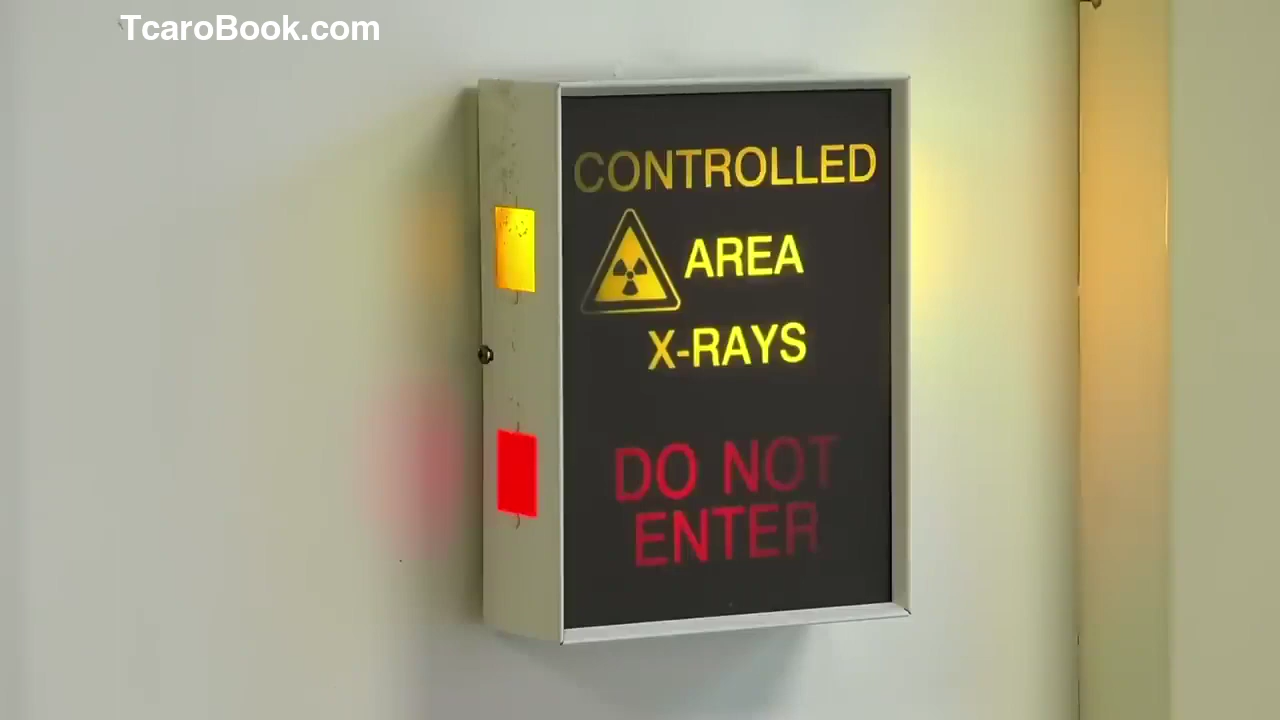 TcaroBook.com
CONTROLLED
AREA
X-RAYS
DO NOT
ENTER